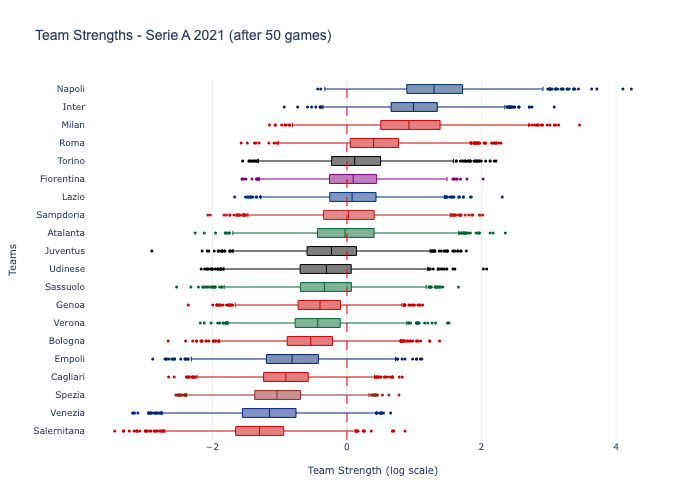 Team Strengths - Serie A 2021 (after 50 games)
Napoli
Inter
Milan
Roma
Torino
Fiorentina
Lazio
Sampdoria
Atalanta
Juventus
Udinese
Sassuolo
Genoa
Verona
Bologna
Empoli
Cagliari
Spezia
Venezia
Salernitana
Teams
−2 0 2 4
Team Strength (log scale)